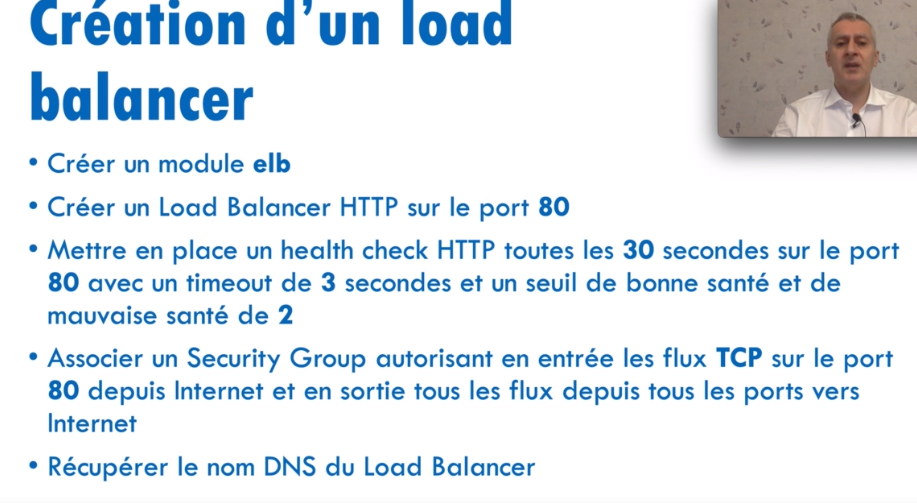 Création d'un load
balancer
• Créer un module elb
• Créer un Load Balancer HTTP sur le port 80
• Mettre en place un health check HTTP toutes les 30 secondes sur le port
80 avec un timeout de 3 secondes et un seuil de bonne santé et de
mauvaise santé de 2
• Associer un Security Group autorisant en entrée les flux TCP sur le port
80 depuis Internet et en sortie tous les flux depuis tous les ports vers
Internet
• Récupérer le nom DNS du Load Balancer